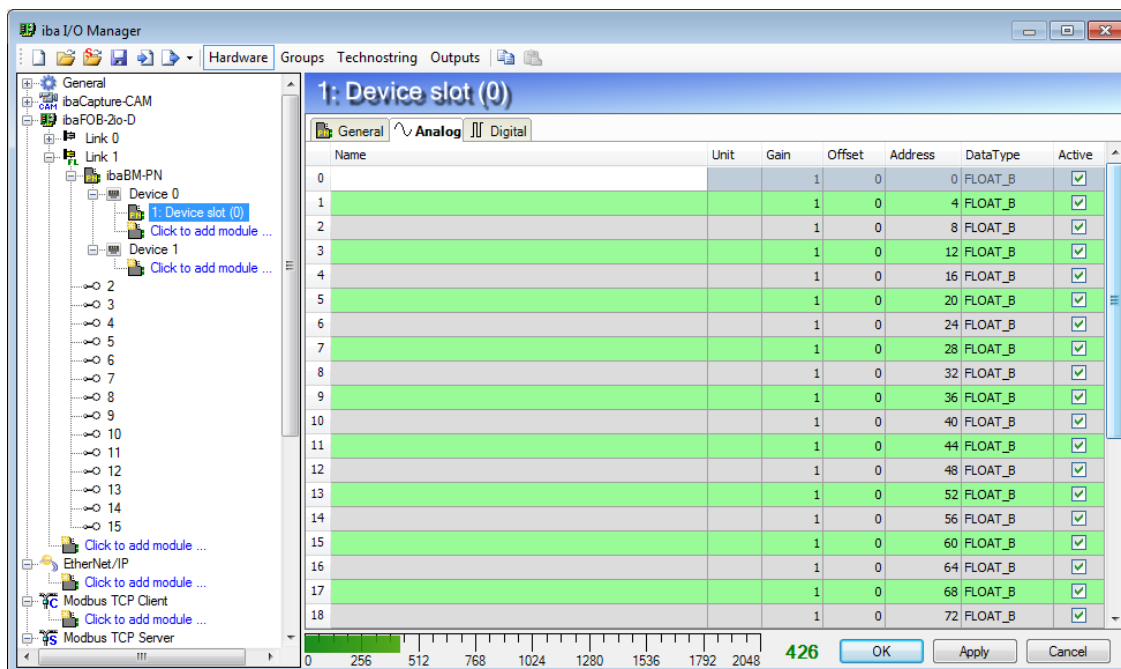 iba I/O Manager
Hardware Groups Technostring Outputs
General
ibaCapture-CAM
ibaFOB-2io-D
Link 0
Link 1
ibaBM-PN
Device 0
1: Device slot (0)
Click to add module ...
Device 1
Click to add module ...
2
3
4
5
6
7
8
9
10
11
12
13
14
15
Click to add module ...
EtherNet/IP
Click to add module ...
Modbus TCP Client
Click to add module ...
Modbus TCP Server
1: Device slot (0)
General Analog Digital
Name Unit Gain Offset Address DataType Active
0 1 0 0 FLOAT_B
1 1 0 4 FLOAT_B
2 1 0 8 FLOAT_B
3 1 0 12 FLOAT_B
4 1 0 16 FLOAT_B
5 1 0 20 FLOAT_B
6 1 0 24 FLOAT_B
7 1 0 28 FLOAT_B
8 1 0 32 FLOAT_B
9 1 0 36 FLOAT_B
10 1 0 40 FLOAT_B
11 1 0 44 FLOAT_B
12 1 0 48 FLOAT_B
13 1 0 52 FLOAT_B
14 1 0 56 FLOAT_B
15 1 0 60 FLOAT_B
16 1 0 64 FLOAT_B
17 1 0 68 FLOAT_B
18 1 0 72 FLOAT_B
0 256 512 768 1024 1280 1536 1792 2048 426 OK Apply Cancel